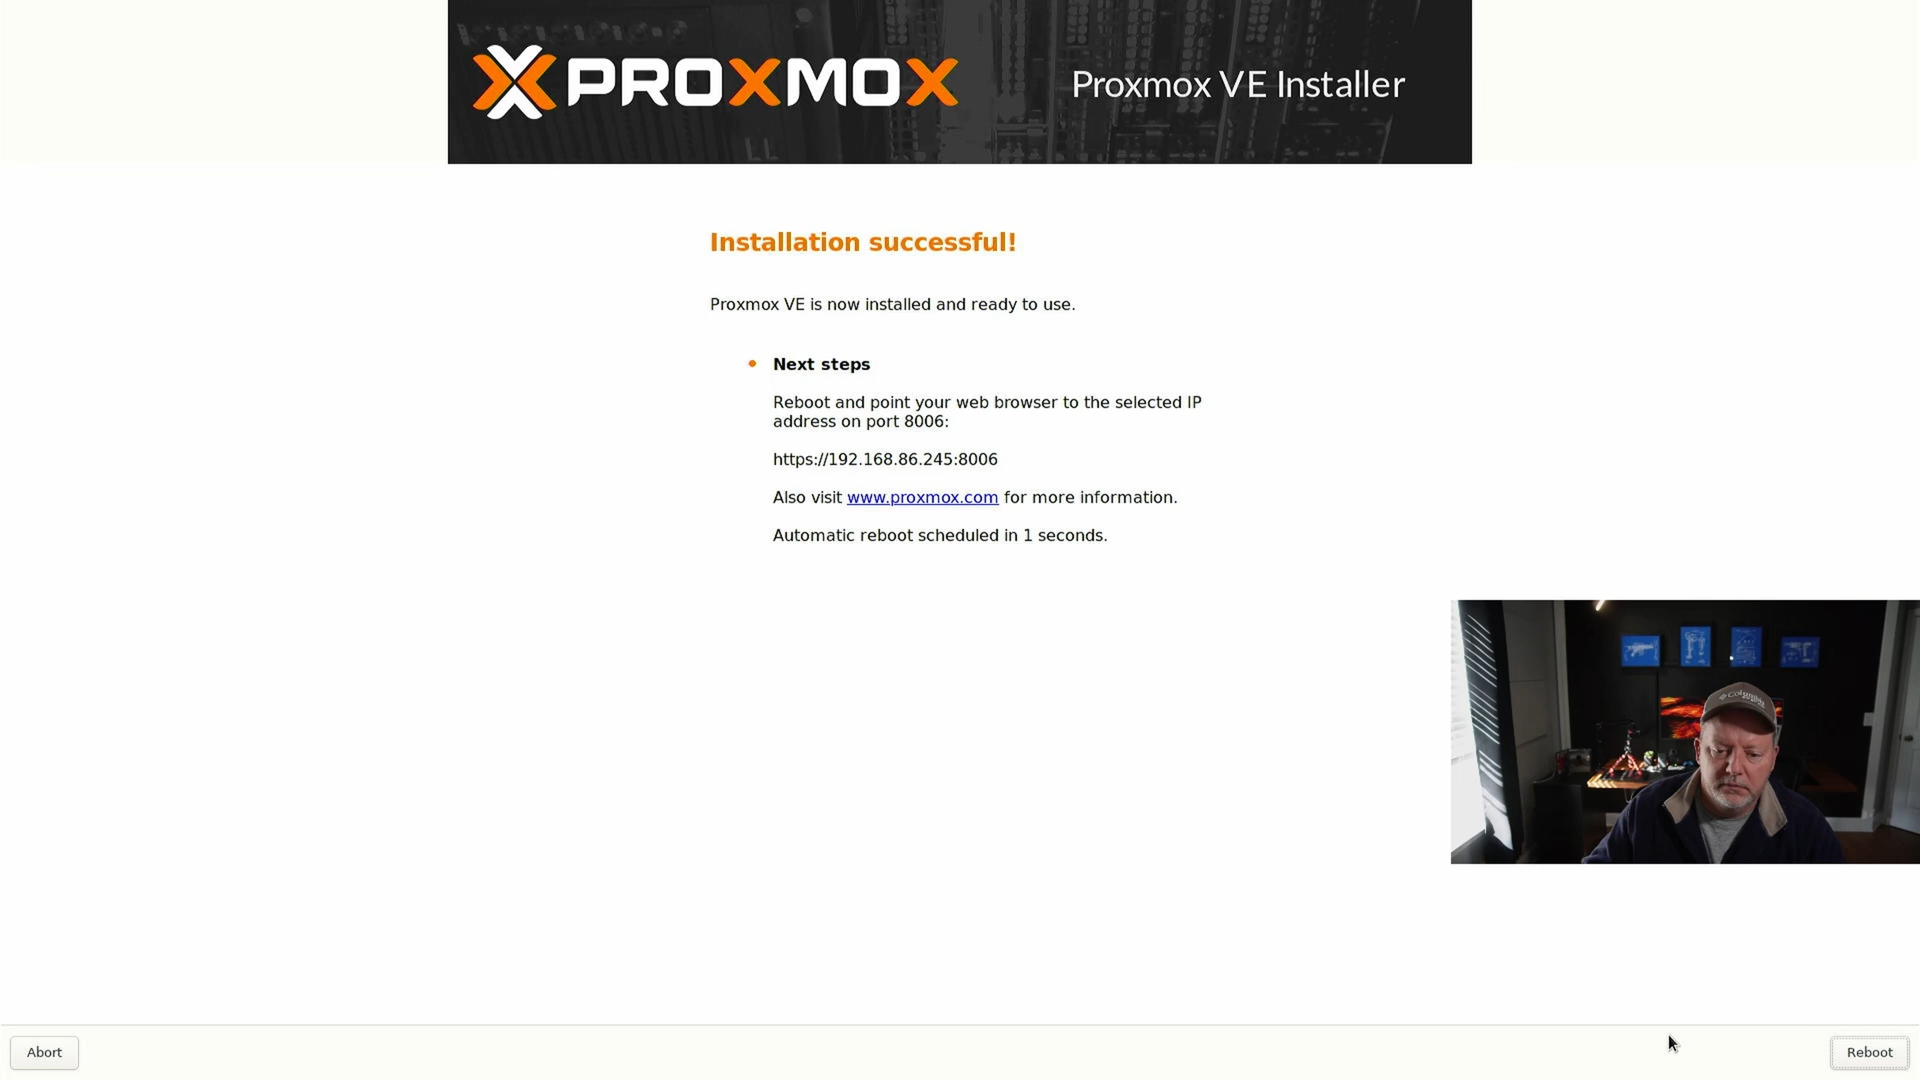 PROXMOX
Proxmox VE Installer
Installation successful!
Proxmox VE is now installed and ready to use.
Next steps
Reboot and point your web browser to the selected IP
address on port 8006:
https://192.168.86.245:8006
Also visit www.proxmox.com for more information.
Automatic reboot scheduled in 1 seconds.
Columbia
Abort
Reboot